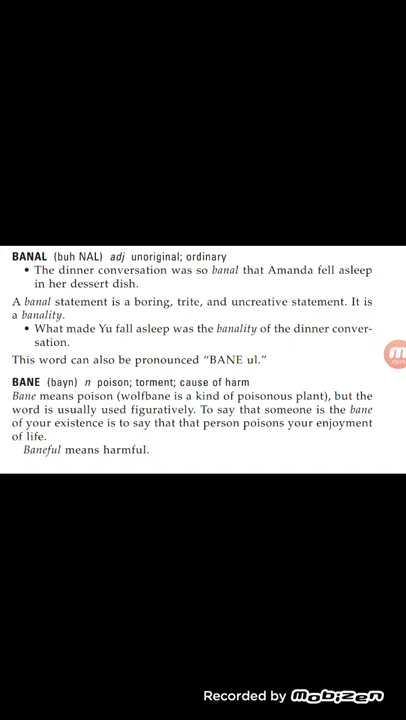 BANAL (buh NAL) adj unoriginal; ordinary
• The dinner conversation was so banal that Amanda fell asleep
in her dessert dish.
A banal statement is a boring, trite, and uncreative statement. It is
a banality.
• What made Yu fall asleep was the banality of the dinner conver-
sation.
This word can also be pronounced “BANE ul.”
BANE (bayn) n poison; torment; cause of harm
Bane means poison (wolfbane is a kind of poisonous plant), but the
word is usually used figuratively. To say that someone is the bane
of your existence is to say that that person poisons your enjoyment
of life.
Baneful means harmful.
Recorded by mobizen